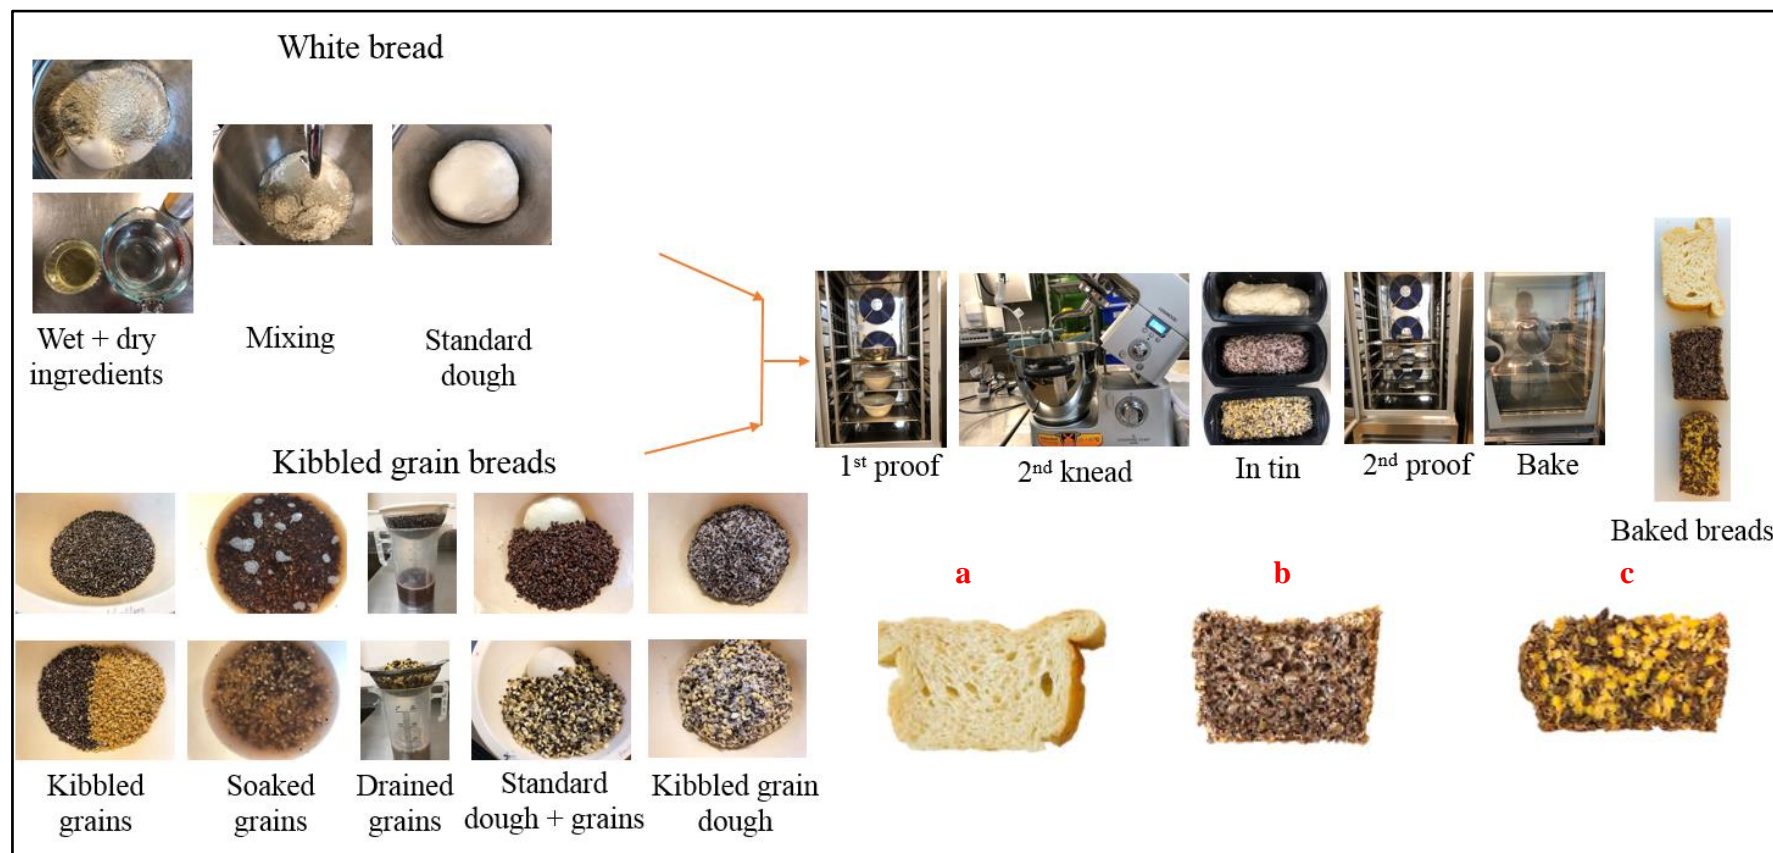 White bread
Wet + dry
ingredients
Mixing
Standard
dough
Kibbled grain breads
Kibbled
grains
Soaked
grains
Drained
grains
Standard
dough + grains
Kibbled grain
dough
1st proof
2nd knead
In tin
2nd proof
Bake
Baked breads
a
b
c
KENWOOD